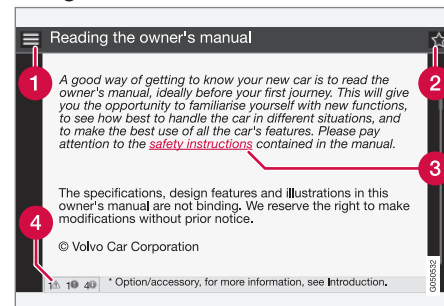 Reading the owner's manual
1
2
A good way of getting to know your new car is to read the
owner's manual, ideally before your first journey. This will give
you the opportunity to familiarise yourself with new functions,
to see how best to handle the car in different situations, and
to make the best use of all the car's features. Please pay
attention to the safety instructions contained in the manual.
3
The specifications, design features and illustrations in this
owner's manual are not binding. We reserve the right to make
modifications without prior notice.
4
© Volvo Car Corporation
1 1 4 * Option/accessory, for more information, see Introduction.
G050532